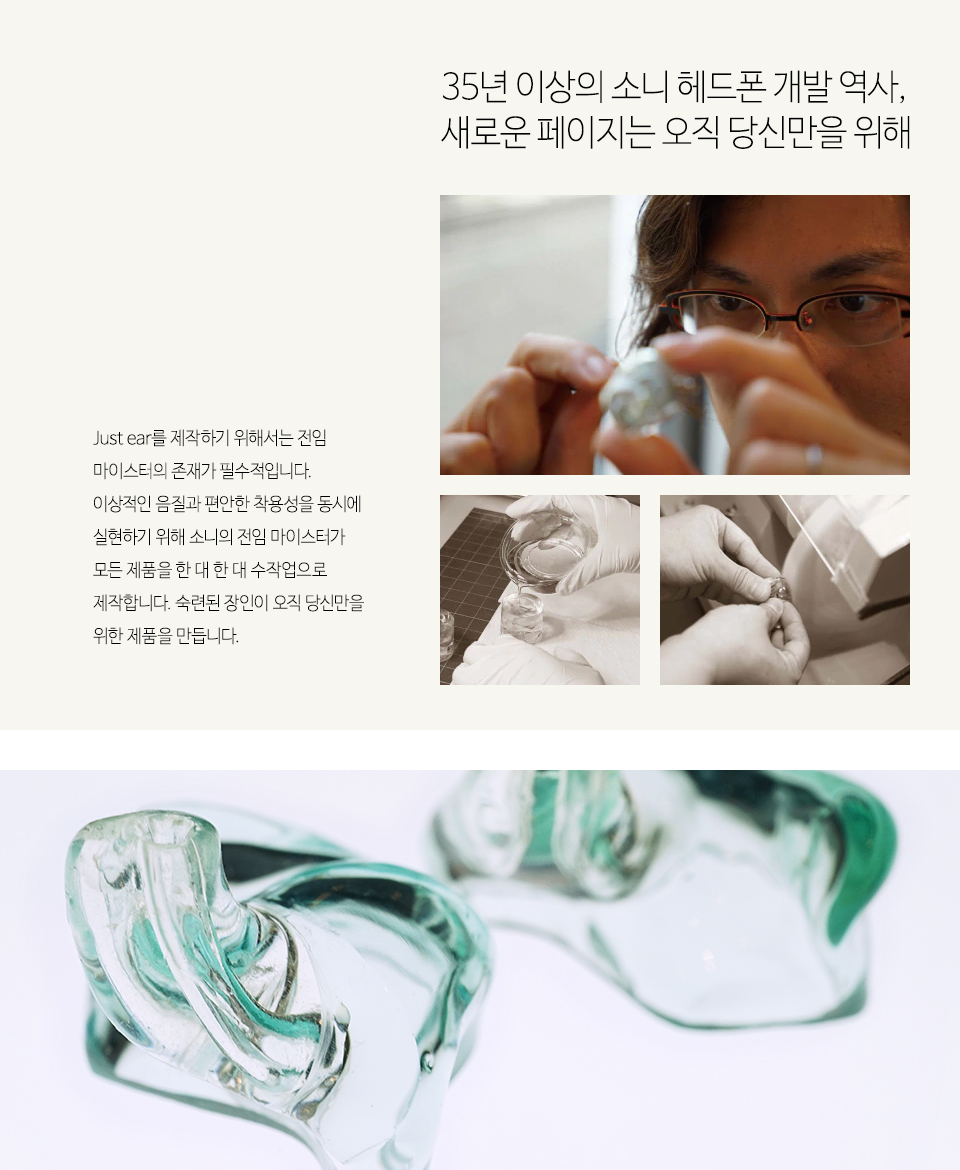 35년 이상의 소니 헤드폰 개발 역사,
새로운 페이지는 오직 당신만을 위해
Just ear를 제작하기 위해서는 전임
마이스터의 존재가 필수적입니다.
이상적인 음질과 편안한 착용성을 동시에
실현하기 위해 소니의 전임 마이스터가
모든 제품을 한 대 한 대 수작업으로
제작합니다. 숙련된 장인이 오직 당신만을
위한 제품을 만듭니다.